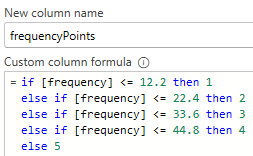 New column name
frequencyPoints
Custom column formula
= if [frequency] <= 12.2 then 1
else if [frequency] <= 22.4 then 2
else if [frequency] <= 33.6 then 3
else if [frequency] <= 44.8 then 4
else 5